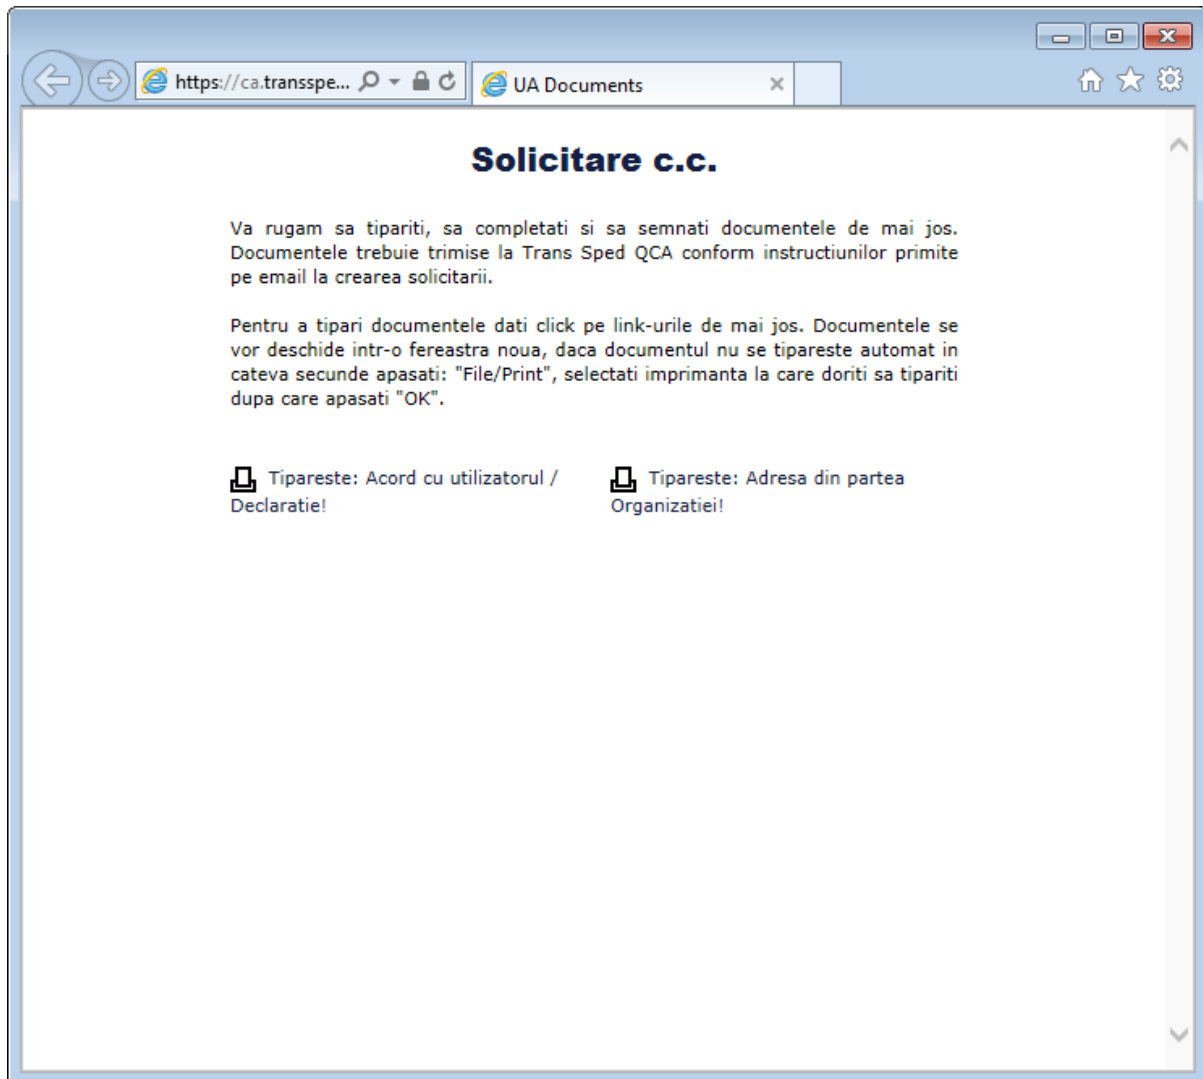 https://ca.transspe...
UA Documents
Solicitare c.c.
Va rugam sa tipariti, sa completati si sa semnati documentele de mai jos.
Documentele trebuie trimise la Trans Sped QCA conform instructiunilor primite
pe email la crearea solicitarii.
Pentru a tipari documentele dati click pe link-urile de mai jos. Documentele se
vor deschide intr-o fereastra noua, daca documentul nu se tipareste automat in
cateva secunde apasati: "File/Print", selectati imprimanta la care doriti sa tipariti
dupa care apasati "OK".
Tipareste: Acord cu utilizatorul /
Declaratie!
Tipareste: Adresa din partea
Organizatiei!